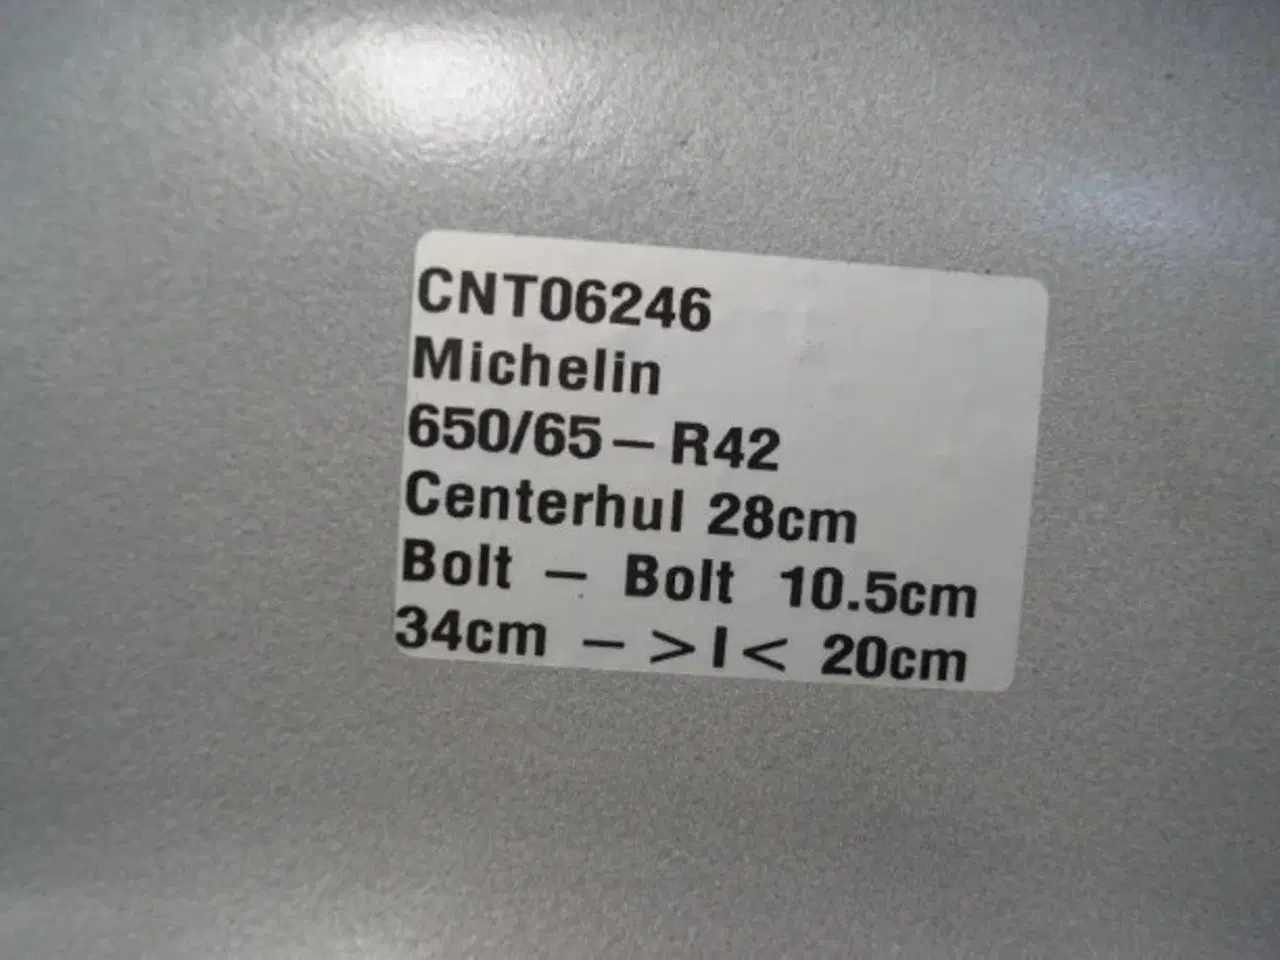 CNT06246
Michelin
650/65 – R42
Centerhul 28cm
Bolt – Bolt 10.5cm
34cm – >I< 20cm